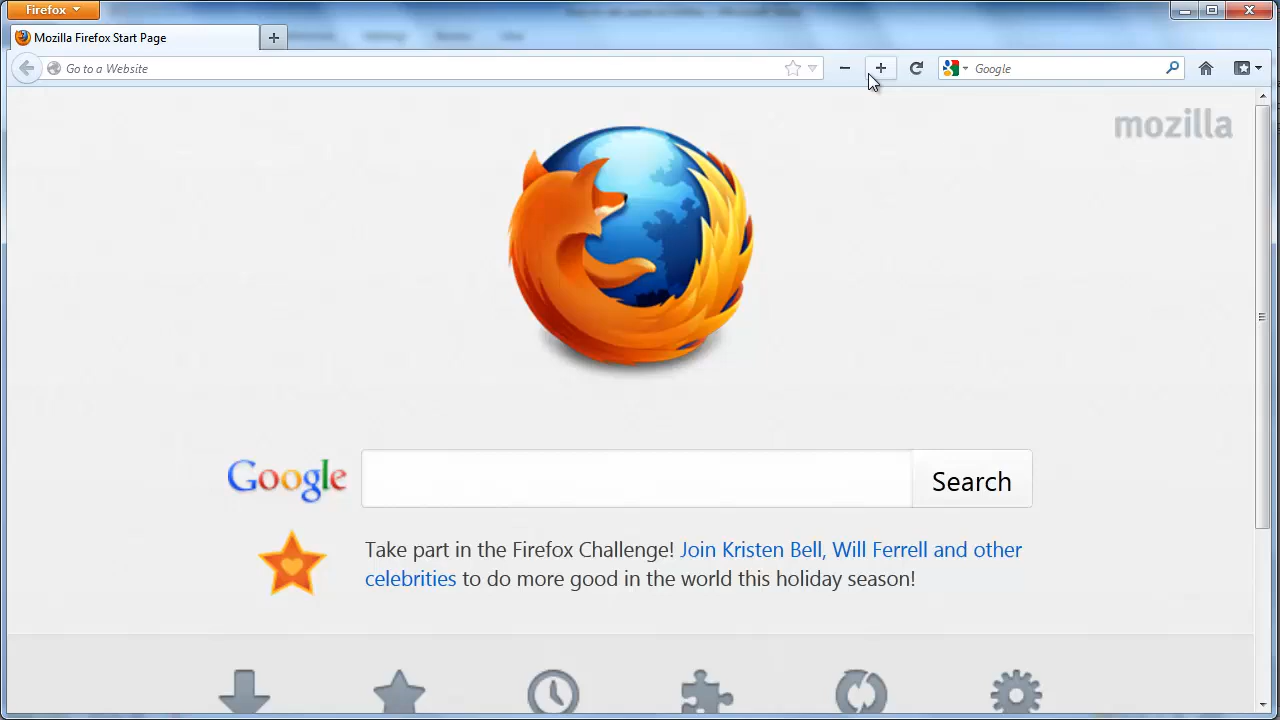 Firefox
Mozilla Firefox Start Page
Go to a Website
Google
mozilla
Google
Search
Take part in the Firefox Challenge! Join Kristen Bell, Will Ferrell and other
celebrities to do more good in the world this holiday season!